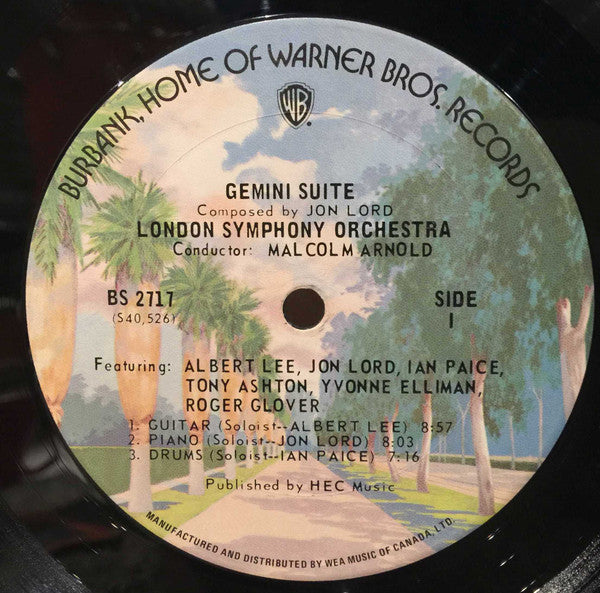 BURBANK, HOME OF WARNER BROS. RECORDS
WB
GEMINI SUITE
Composed by JON LORD
LONDON SYMPHONY ORCHESTRA
Conductor: MALCOLM ARNOLD
BS 2717
(S40,526)
SIDE
1
Featuring: ALBERT LEE, JON LORD, IAN PAICE,
TONY ASHTON, YVONNE ELLIMAN,
ROGER GLOVER
1. GUITAR (Soloist--ALBERT LEE) 8:57
2. PIANO (Soloist--JON LORD) 8:03
3. DRUMS (Soloist--IAN PAICE) 7:16
Published by HEC Music
MANUFACTURED AND DISTRIBUTED BY WEA MUSIC OF CANADA, LTD.